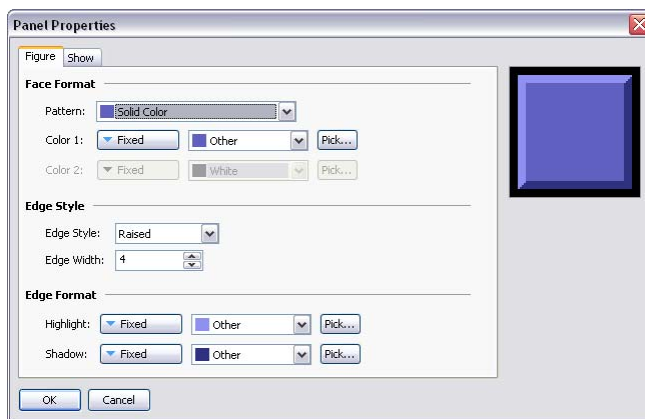 Panel Properties
Figure Show
Face Format
Pattern: Solid Color
Color 1: Fixed Other Pick...
Color 2: Fixed White Pick...
Edge Style
Edge Style: Raised
Edge Width: 4
Edge Format
Highlight: Fixed Other Pick...
Shadow: Fixed Other Pick...
OK Cancel